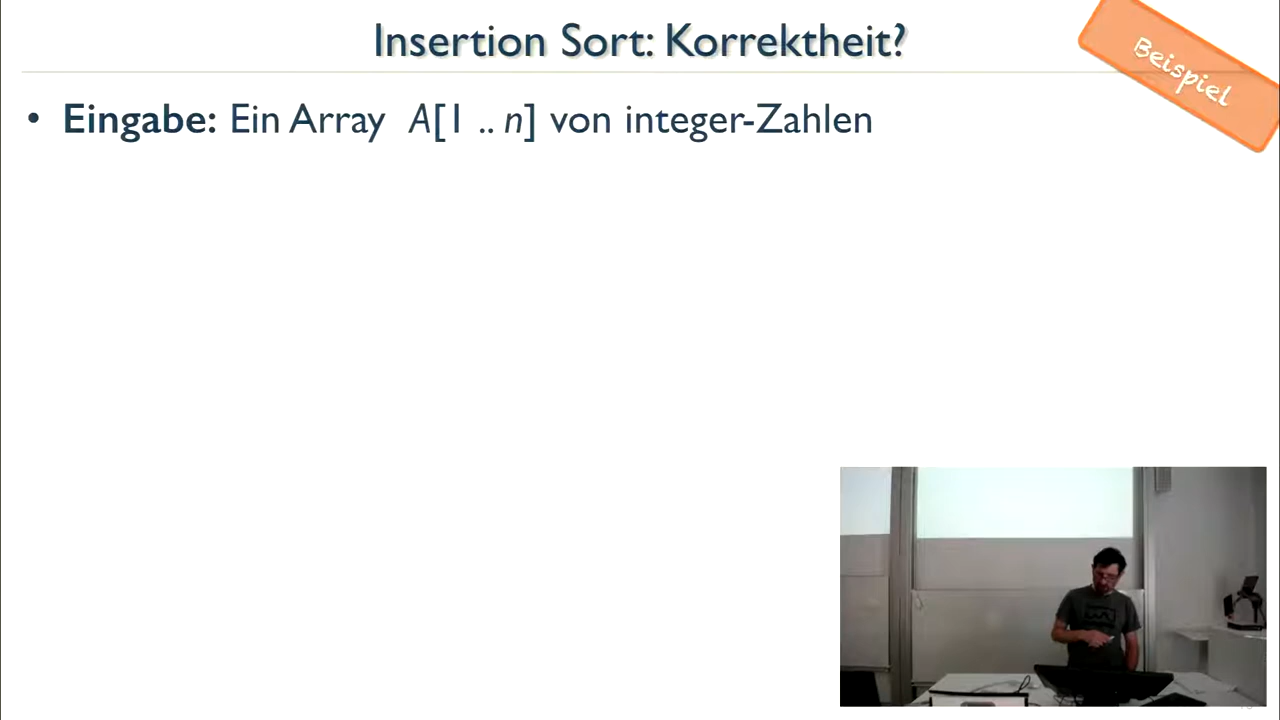 Insertion Sort: Korrektheit?
Beispiel
• Eingabe: Ein Array A[1 .. n] von integer-Zahlen